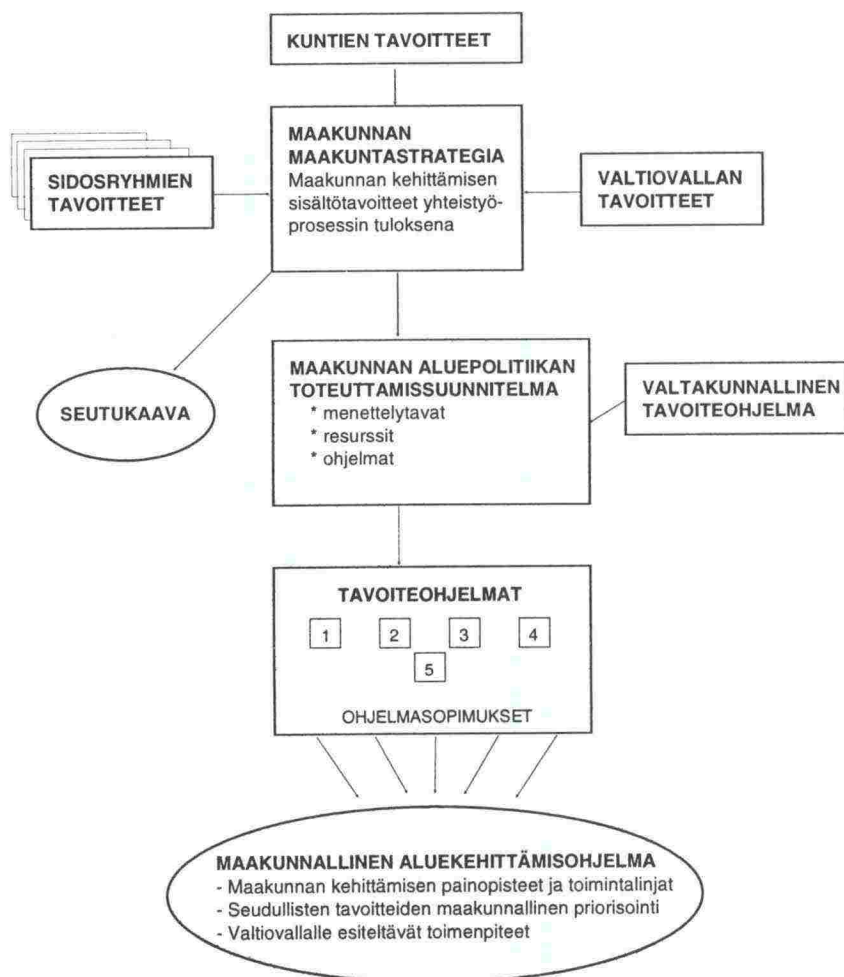 KUNTIEN TAVOITTEET
MAAKUNNAN
MAAKUNTASTRATEGIA
Maakunnan kehittämisen
sisältötavoitteet yhteistyö-
prosessin tuloksena
SIDOSRYHMIEN
TAVOITTEET
VALTIOVALLAN
TAVOITTEET
SEUTUKAAVA
MAAKUNNAN ALUEPOLITIIKAN
TOTEUTTAMISSUUNNITELMA
* menettelytavat
* resurssit
* ohjelmat
VALTAKUNNALLINEN
TAVOITEOHJELMA
TAVOITEOHJELMAT
1 2 3 4
5
OHJELMASOPIMUKSET
MAAKUNNALLINEN ALUEKEHITTÄMISOHJELMA
- Maakunnan kehittämisen painopisteet ja toimintalinjat
- Seudullisten tavoitteiden maakunnallinen priorisointi
- Valtiovallalle esiteltävät toimenpiteet